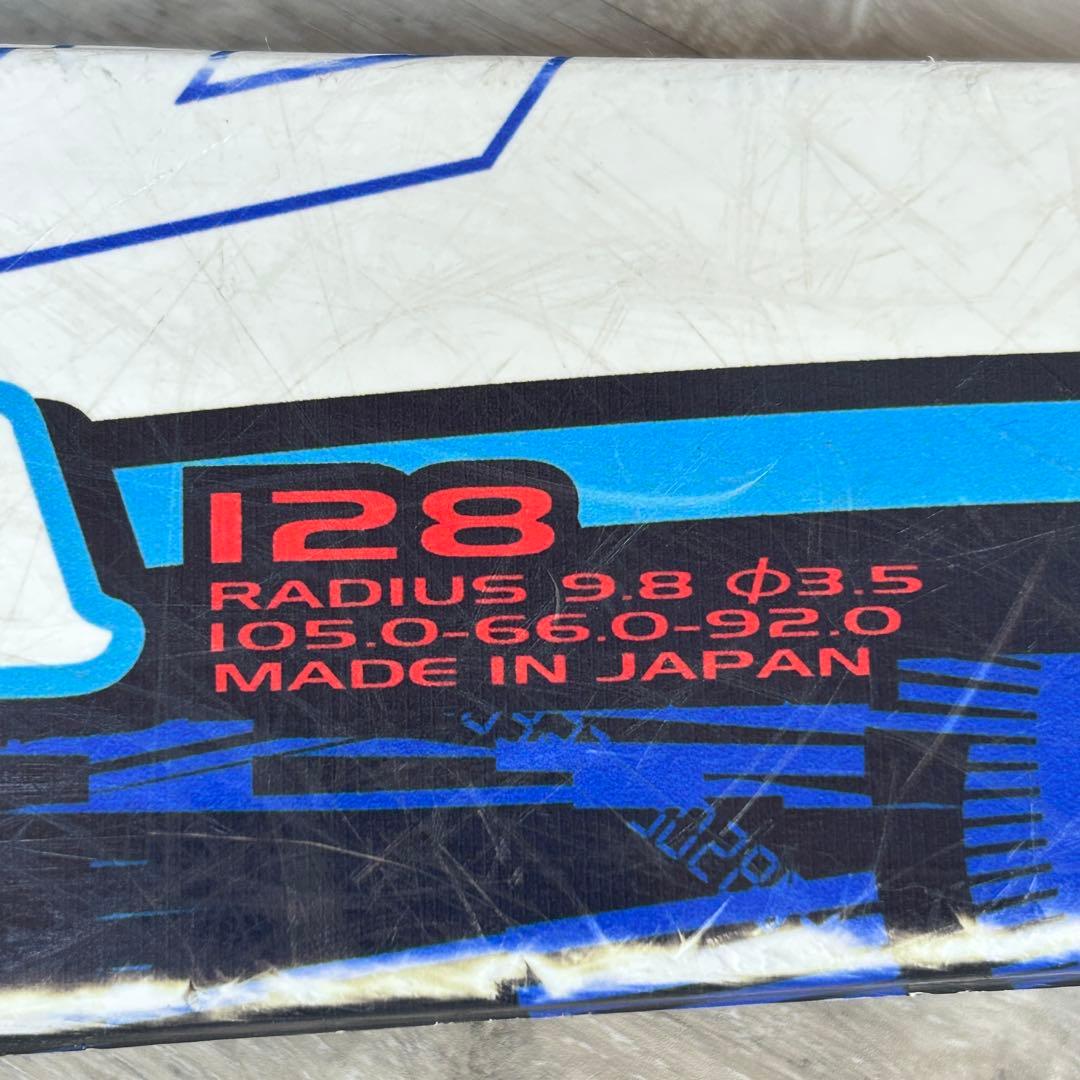 128
RADIUS 9.8 φ3.5
105.0-66.0-92.0
MADE IN JAPAN